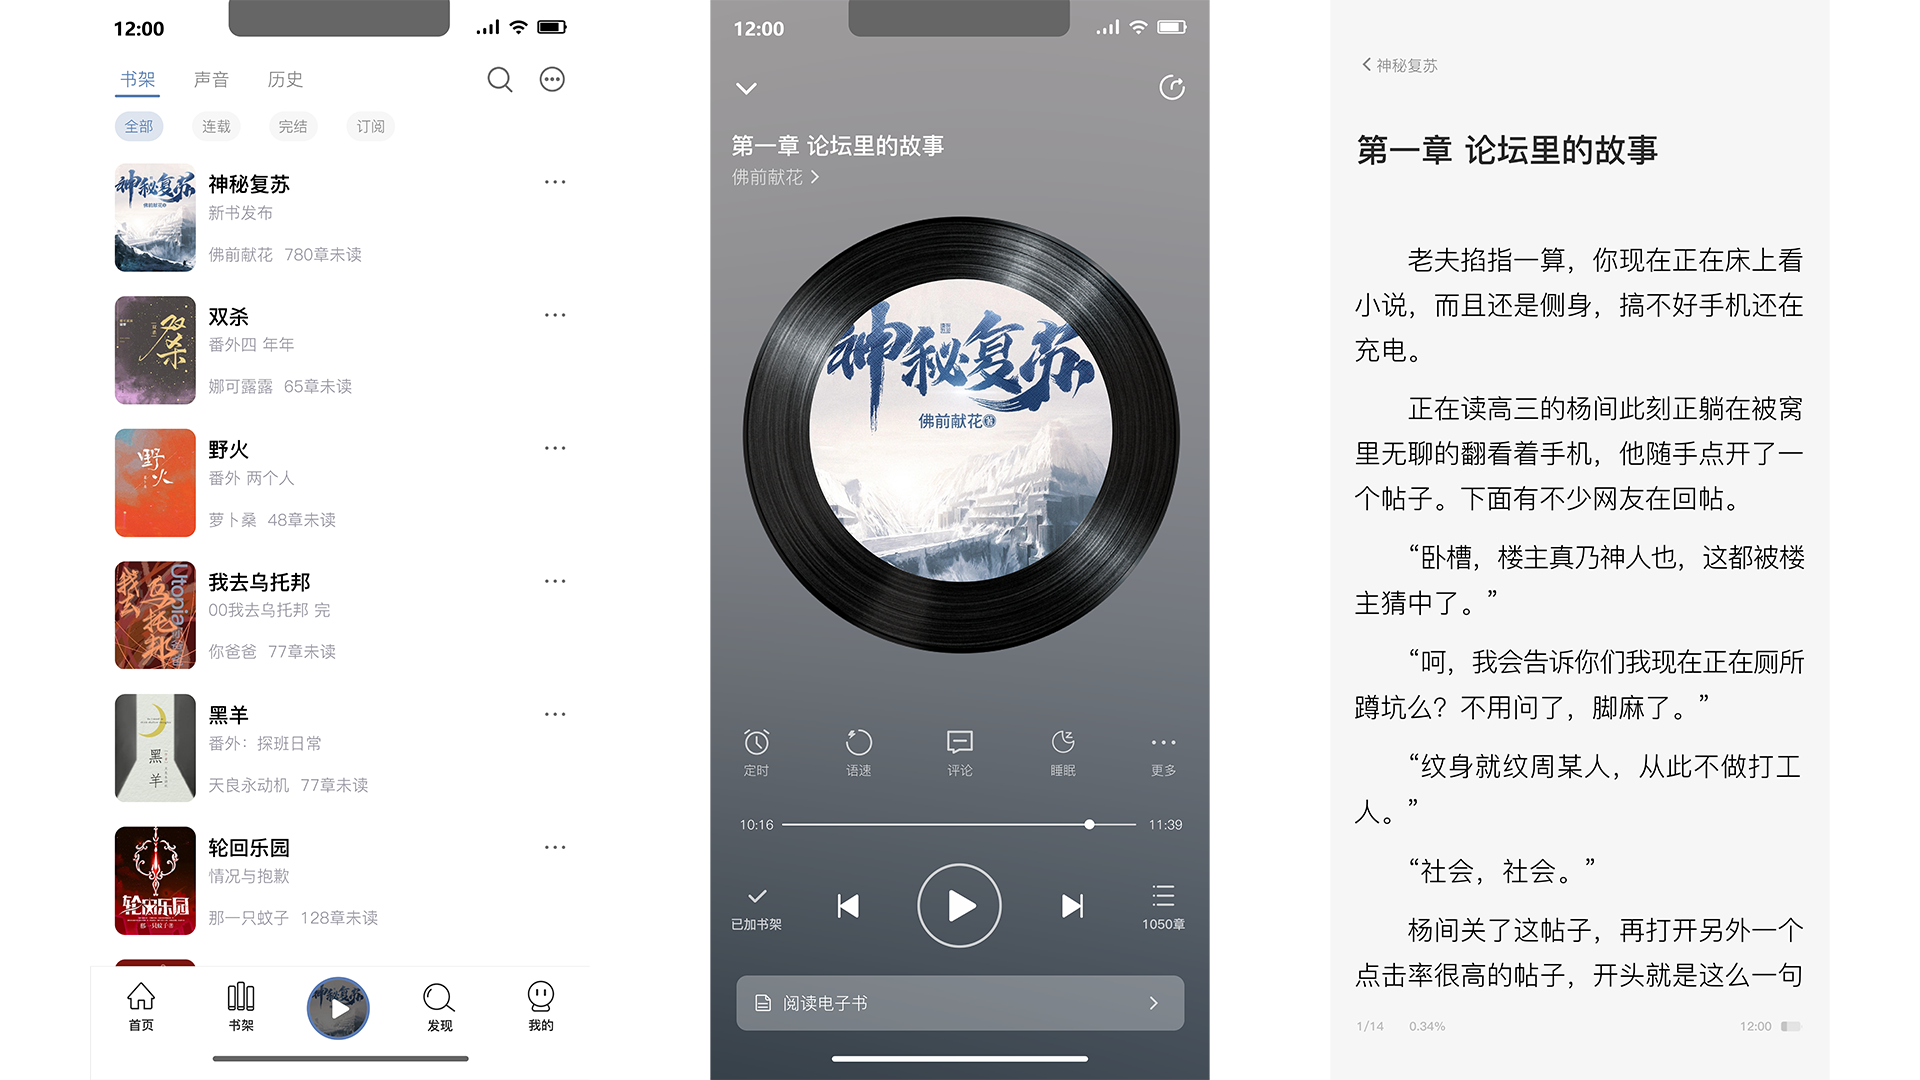 12:00
书架 声音 历史
全部 连载 完结 订阅
神秘复苏
神秘复苏
新书发布
佛前献花 780章未读
双杀
番外四 年年
娜可露露 65章未读
野火
野火
番外 两个人
萝卜桑 48章未读
我去乌托邦
Utopia
我去乌托邦
00我去乌托邦 完
你爸爸 77章未读
黑羊
黑羊
番外：探班日常
天良永动机 77章未读
轮回乐园
轮回乐园
情况与抱歉
那一只蚊子 128章未读
首页 书架 发现 我的
12:00
第一章 论坛里的故事
佛前献花
神秘复苏
佛前献花
定时 语速 评论 睡眠 更多
10:16 11:39
已加书架 1050章
阅读电子书
神秘复苏
第一章 论坛里的故事
老夫掐指一算，你现在正在床上看
小说，而且还是侧身，搞不好手机还在
充电。
正在读高三的杨间此刻正躺在被窝
里无聊的翻看着手机，他随手点开了一
个帖子。下面有不少网友在回帖。
“卧槽，楼主真乃神人也，这都被楼
主猜中了。”
“呵，我会告诉你们我现在正在厕所
蹲坑么？不用问了，脚麻了。”
“纹身就纹周某人，从此不做打工
人。”
“社会，社会。”
杨间关了这帖子，再打开另外一个
点击率很高的帖子，开头就是这么一句
1/14 0.34% 12:00